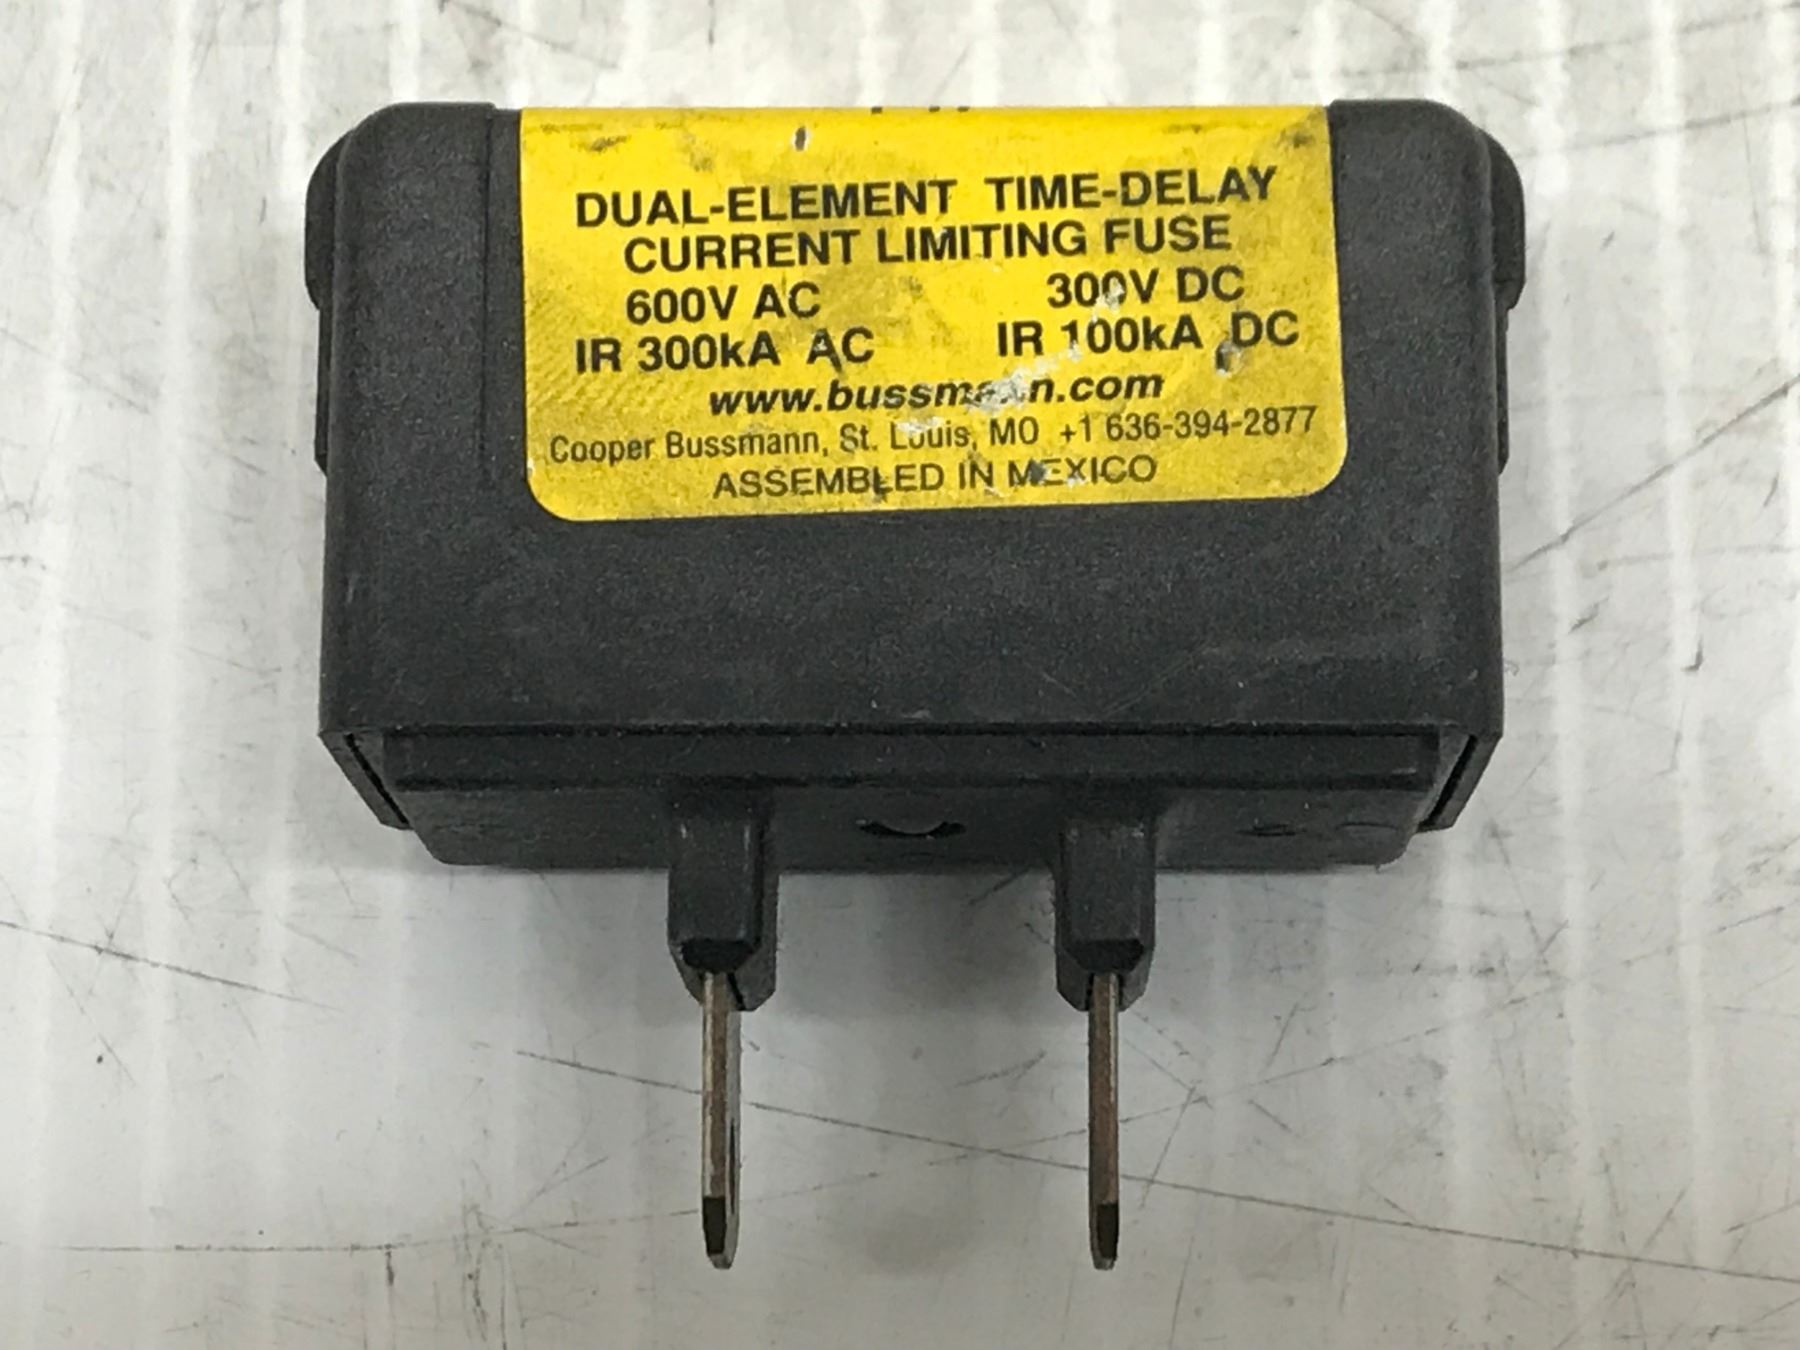 DUAL-ELEMENT TIME-DELAY
CURRENT LIMITING FUSE
600V AC 300V DC
IR 300kA AC IR 100kA DC
www.bussmann.com
Cooper Bussmann, St. Louis, MO +1 636-394-2877
ASSEMBLED IN MEXICO